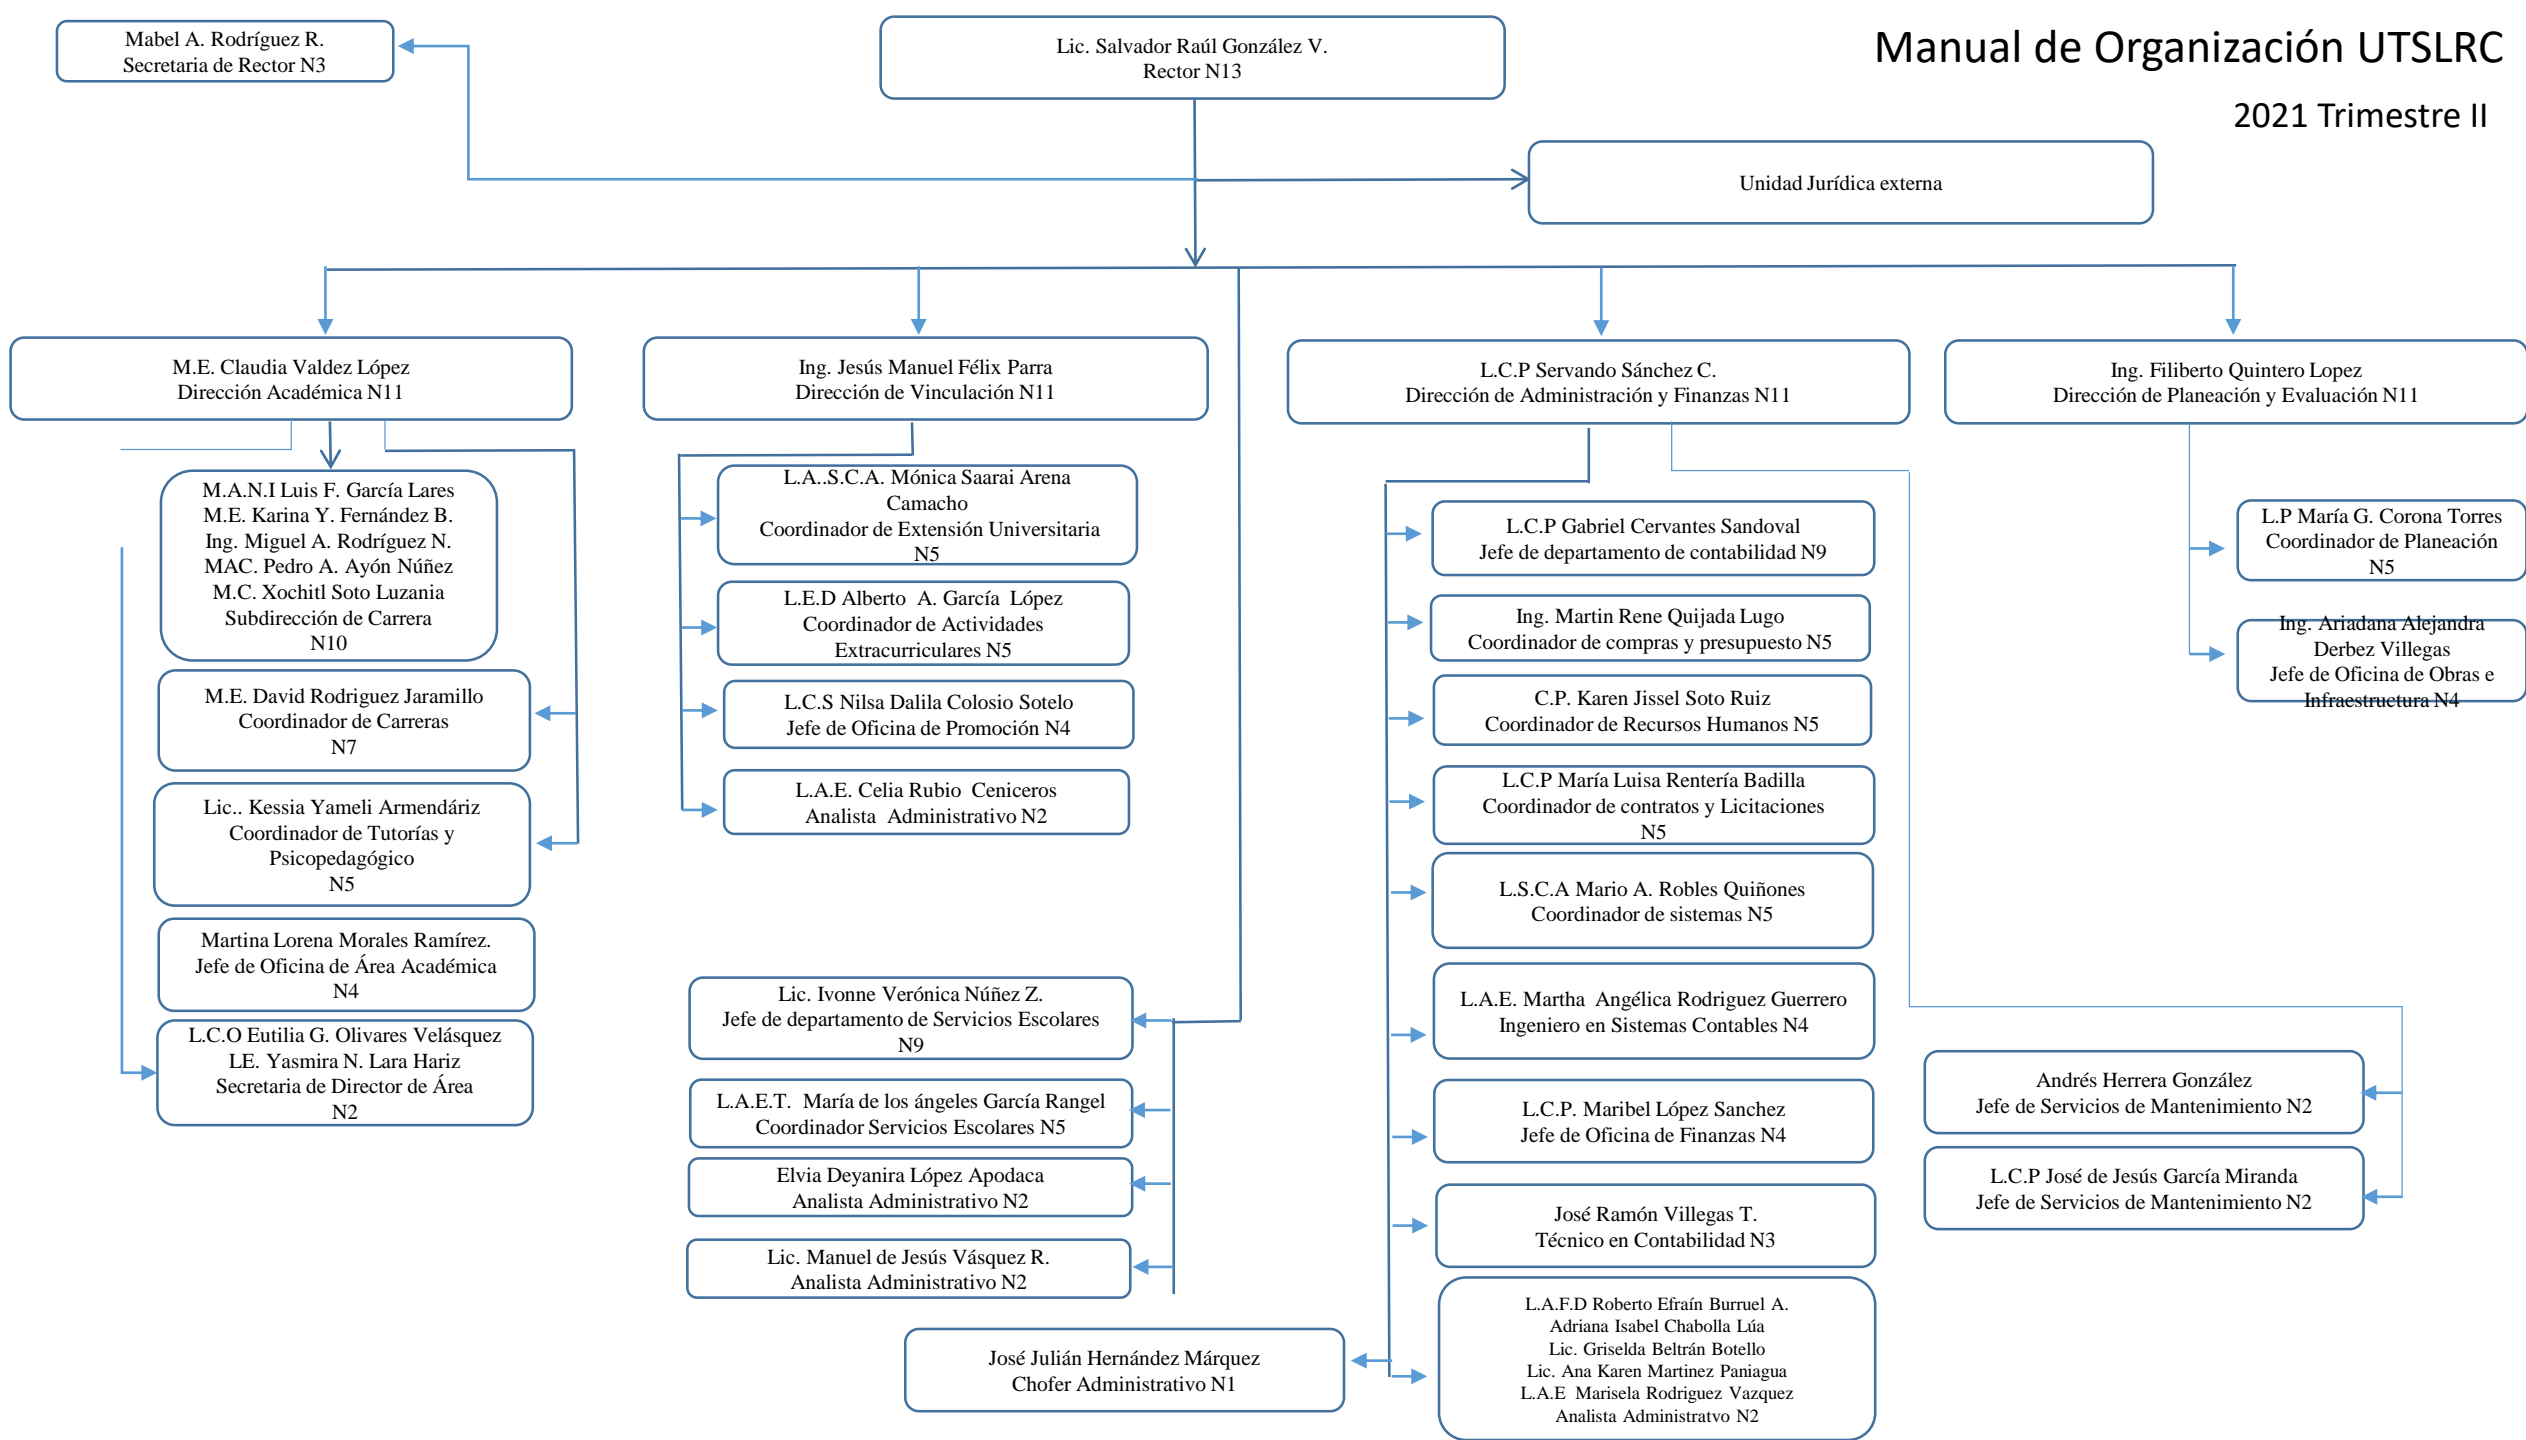 Manual de Organización UTSLRC
2021 Trimestre II
Mabel A. Rodríguez R.
Secretaria de Rector N3
Lic. Salvador Raúl González V.
Rector N13
Unidad Jurídica externa
M.E. Claudia Valdez López
Dirección Académica N11
Ing. Jesús Manuel Félix Parra
Dirección de Vinculación N11
L.C.P Servando Sánchez C.
Dirección de Administración y Finanzas N11
Ing. Filiberto Quintero Lopez
Dirección de Planeación y Evaluación N11
M.A.N.I Luis F. García Lares
M.E. Karina Y. Fernández B.
Ing. Miguel A. Rodríguez N.
MAC. Pedro A. Ayón Núñez
M.C. Xochitl Soto Luzania
Subdirección de Carrera
N10
M.E. David Rodriguez Jaramillo
Coordinador de Carreras
N7
Lic.. Kessia Yameli Armendáriz
Coordinador de Tutorías y
Psicopedagógico
N5
Martina Lorena Morales Ramírez.
Jefe de Oficina de Área Académica
N4
L.C.O Eutilia G. Olivares Velásquez
LE. Yasmira N. Lara Hariz
Secretaria de Director de Área
N2
L.A..S.C.A. Mónica Saarai Arena
Camacho
Coordinador de Extensión Universitaria
N5
L.E.D Alberto A. García López
Coordinador de Actividades
Extracurriculares N5
L.C.S Nilsa Dalila Colosio Sotelo
Jefe de Oficina de Promoción N4
L.A.E. Celia Rubio Ceniceros
Analista Administrativo N2
Lic. Ivonne Verónica Núñez Z.
Jefe de departamento de Servicios Escolares
N9
L.A.E.T. María de los ángeles García Rangel
Coordinador Servicios Escolares N5
Elvia Deyanira López Apodaca
Analista Administrativo N2
Lic. Manuel de Jesús Vásquez R.
Analista Administrativo N2
José Julián Hernández Márquez
Chofer Administrativo N1
L.C.P Gabriel Cervantes Sandoval
Jefe de departamento de contabilidad N9
Ing. Martin Rene Quijada Lugo
Coordinador de compras y presupuesto N5
C.P. Karen Jissel Soto Ruiz
Coordinador de Recursos Humanos N5
L.C.P María Luisa Rentería Badilla
Coordinador de contratos y Licitaciones
N5
L.S.C.A Mario A. Robles Quiñones
Coordinador de sistemas N5
L.A.E. Martha Angélica Rodriguez Guerrero
Ingeniero en Sistemas Contables N4
L.C.P. Maribel López Sanchez
Jefe de Oficina de Finanzas N4
José Ramón Villegas T.
Técnico en Contabilidad N3
L.A.F.D Roberto Efraín Burruel A.
Adriana Isabel Chabolla Lúa
Lic. Griselda Beltrán Botello
Lic. Ana Karen Martinez Paniagua
L.A.E Marisela Rodriguez Vazquez
Analista Administratvo N2
L.P María G. Corona Torres
Coordinador de Planeación
N5
Ing. Ariadana Alejandra
Derbez Villegas
Jefe de Oficina de Obras e
Infraestructura N4
Andrés Herrera González
Jefe de Servicios de Mantenimiento N2
L.C.P José de Jesús García Miranda
Jefe de Servicios de Mantenimiento N2